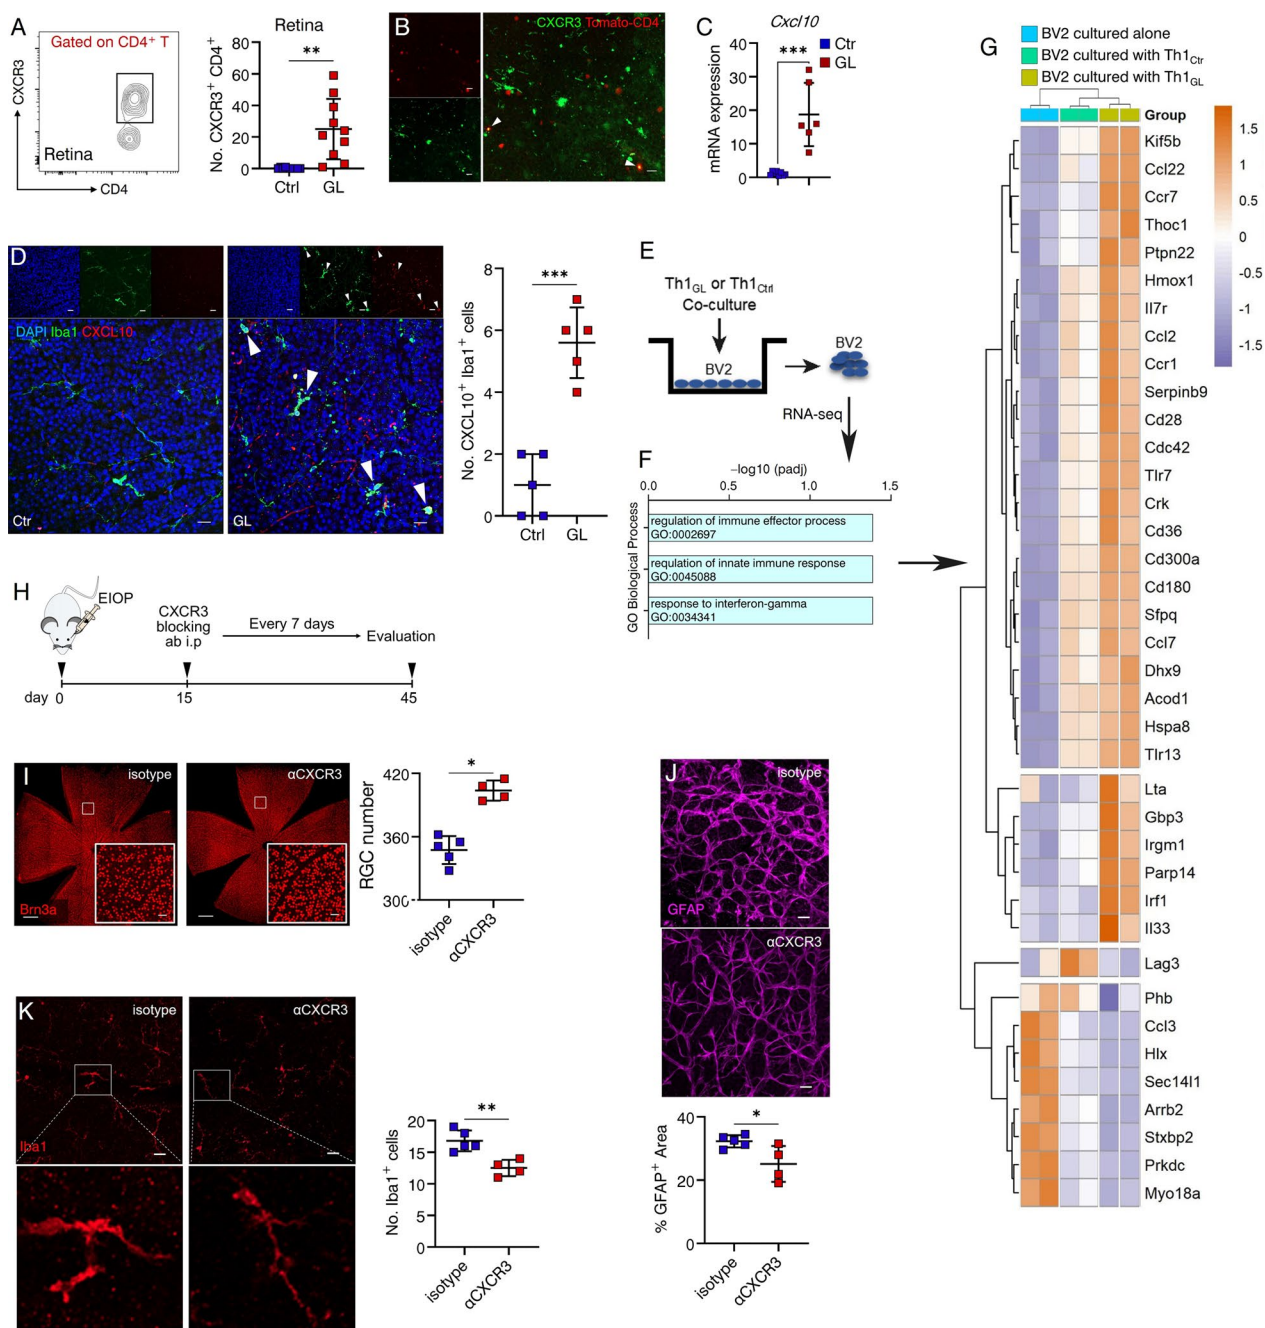 A
Retina
Gated on CD4+ T
CXCR3
Retina
CD4
No. CXCR3+ CD4+
80
60
40
20
0
**
Ctrl
GL
B
CXCR3 Tomato-CD4
C
Cxcl10
mRNA expression
40
30
20
10
0
***
Ctr
GL
D
DAPI Iba1 CXCL10
Ctr
GL
No. CXCL10+ Iba1+ cells
8
6
4
2
0
***
Ctrl
GL
E
Th1GL or Th1Ctrl
Co-culture
BV2
BV2
RNA-seq
F
−log10 (padj)
0.0
0.5
1.0
1.5
GO Biological Process
regulation of immune effector process
GO:0002697
regulation of innate immune response
GO:0045088
response to interferon-gamma
GO:0034341
G
BV2 cultured alone
BV2 cultured with Th1Ctr
BV2 cultured with Th1GL
Group
1.5
1
0.5
0
-0.5
-1
-1.5
Kif5b
Ccl22
Ccr7
Thoc1
Ptpn22
Hmox1
Il7r
Ccl2
Ccr1
Serpinb9
Cd28
Cdc42
Tlr7
Crk
Cd36
Cd300a
Cd180
Sfpq
Ccl7
Dhx9
Acod1
Hspa8
Tlr13
Lta
Gbp3
Irgm1
Parp14
Irf1
Il33
Lag3
Phb
Ccl3
Hlx
Sec14l1
Arrb2
Stxbp2
Prkdc
Myo18a
H
EIOP
CXCR3
blocking
ab i.p
Every 7 days
Evaluation
day 0
15
45
I
isotype
αCXCR3
Brn3a
RGC number
420
360
300
*
isotype
αCXCR3
J
isotype
GFAP
αCXCR3
% GFAP+ Area
40
20
0
*
isotype
αCXCR3
K
isotype
αCXCR3
Iba1
No. Iba1+ cells
20
15
10
5
0
**
isotype
αCXCR3